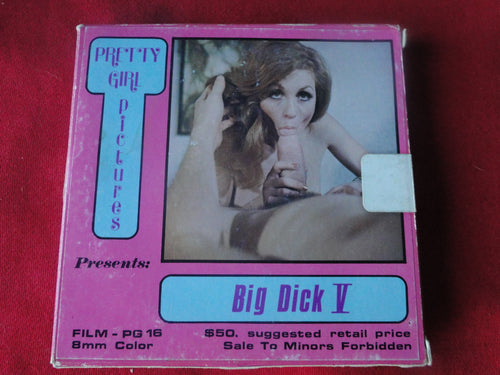 PRETTY
GIRL
pictures
Presents:
Big Dick V
FILM - PG 16
8mm Color
$50. suggested retail price
Sale To Minors Forbidden